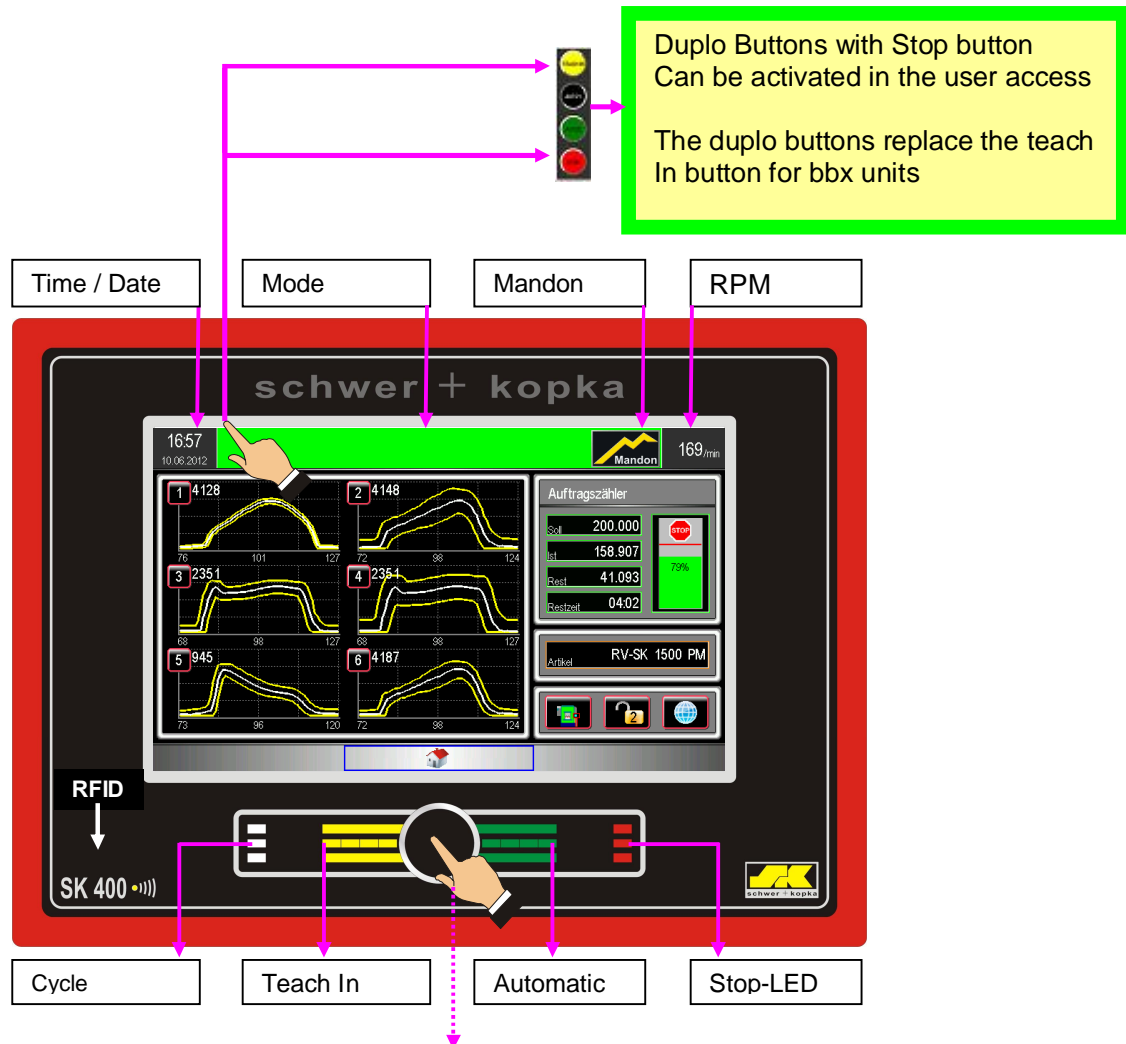 Duplo Buttons with Stop button
Can be activated in the user access
The duplo buttons replace the teach
In button for bbx units
Time / Date
Mode
Mandon
RPM
schwer + kopka
16:57
10.06.2012
Mandon
169/min
1 4128
76 101 127
2 4148
72 98 124
3 2351
68 98 127
4 2351
68 98 127
5 945
73 96 120
6 4187
72 98 124
Auftragszähler
Soll 200.000
Ist 158.907
Rest 41.093
Restzeit 04:02
STOP
79%
Artikel RV-SK 1500 PM
2
RFID
SK 400
schwer + kopka
Cycle
Teach In
Automatic
Stop-LED